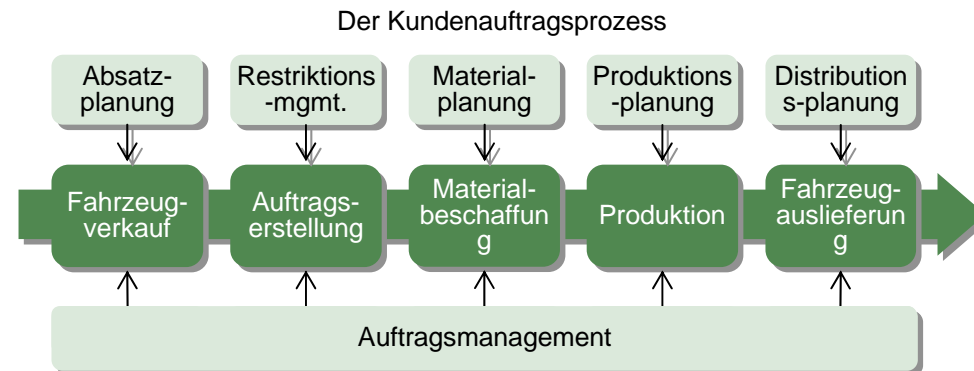 Der Kundenauftragsprozess
Absatz-
planung
Restriktions
-mgmt.
Material-
planung
Produktions
-planung
Distribution
s-planung
Fahrzeug-
verkauf
Auftrags-
erstellung
Material-
beschaffun
g
Produktion
Fahrzeug-
auslieferun
g
Auftragsmanagement